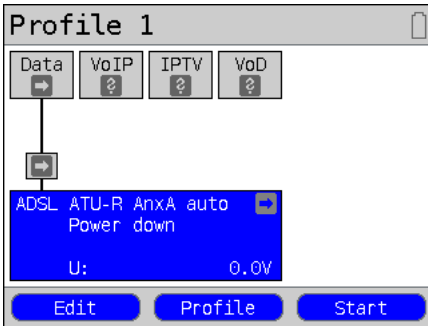 Profile 1
Data VoIP IPTV VoD
ADSL ATU-R AnxA auto
Power down
U: 0.0V
Edit Profile Start